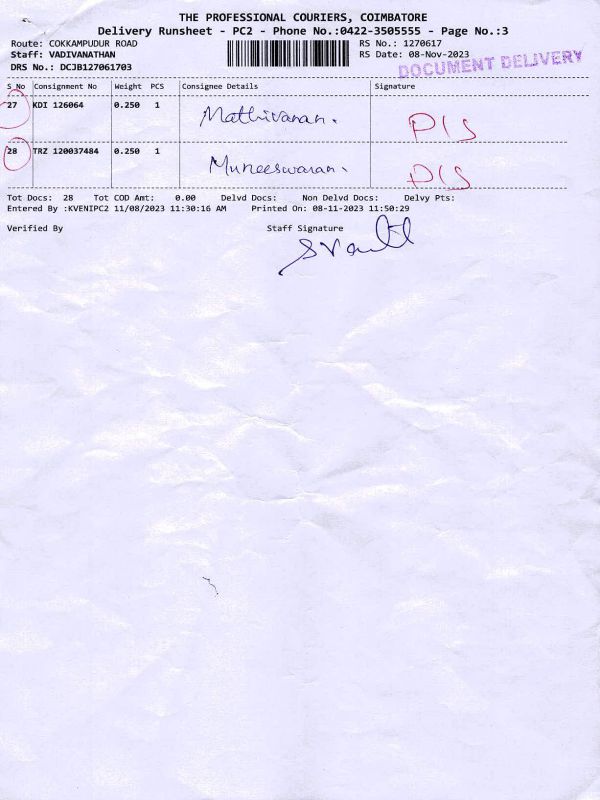 THE PROFESSIONAL COURIERS, COIMBATORE
Delivery Runsheet - PC2 - Phone No.:0422-3505555 - Page No.:3
Route: COKKAMPUDUR ROAD RS No.: 1270617
Staff: VADIVANATHAN RS Date: 08-Nov-2023
DRS No.: DCJB127061703 DOCUMENT DELIVERY
S No Consignment No Weight PCS Consignee Details Signature
27 KDI 126064 0.250 1 Mathivanan. DIS
28 TRZ 120037484 0.250 1 Muneeswaran. DIS
Tot Docs: 28 Tot COD Amt: 0.00 Delvd Docs: Non Delvd Docs: Delvy Pts:
Entered By :KVENIPC2 11/08/2023 11:30:16 AM Printed On: 08-11-2023 11:50:29
Verified By Staff Signature